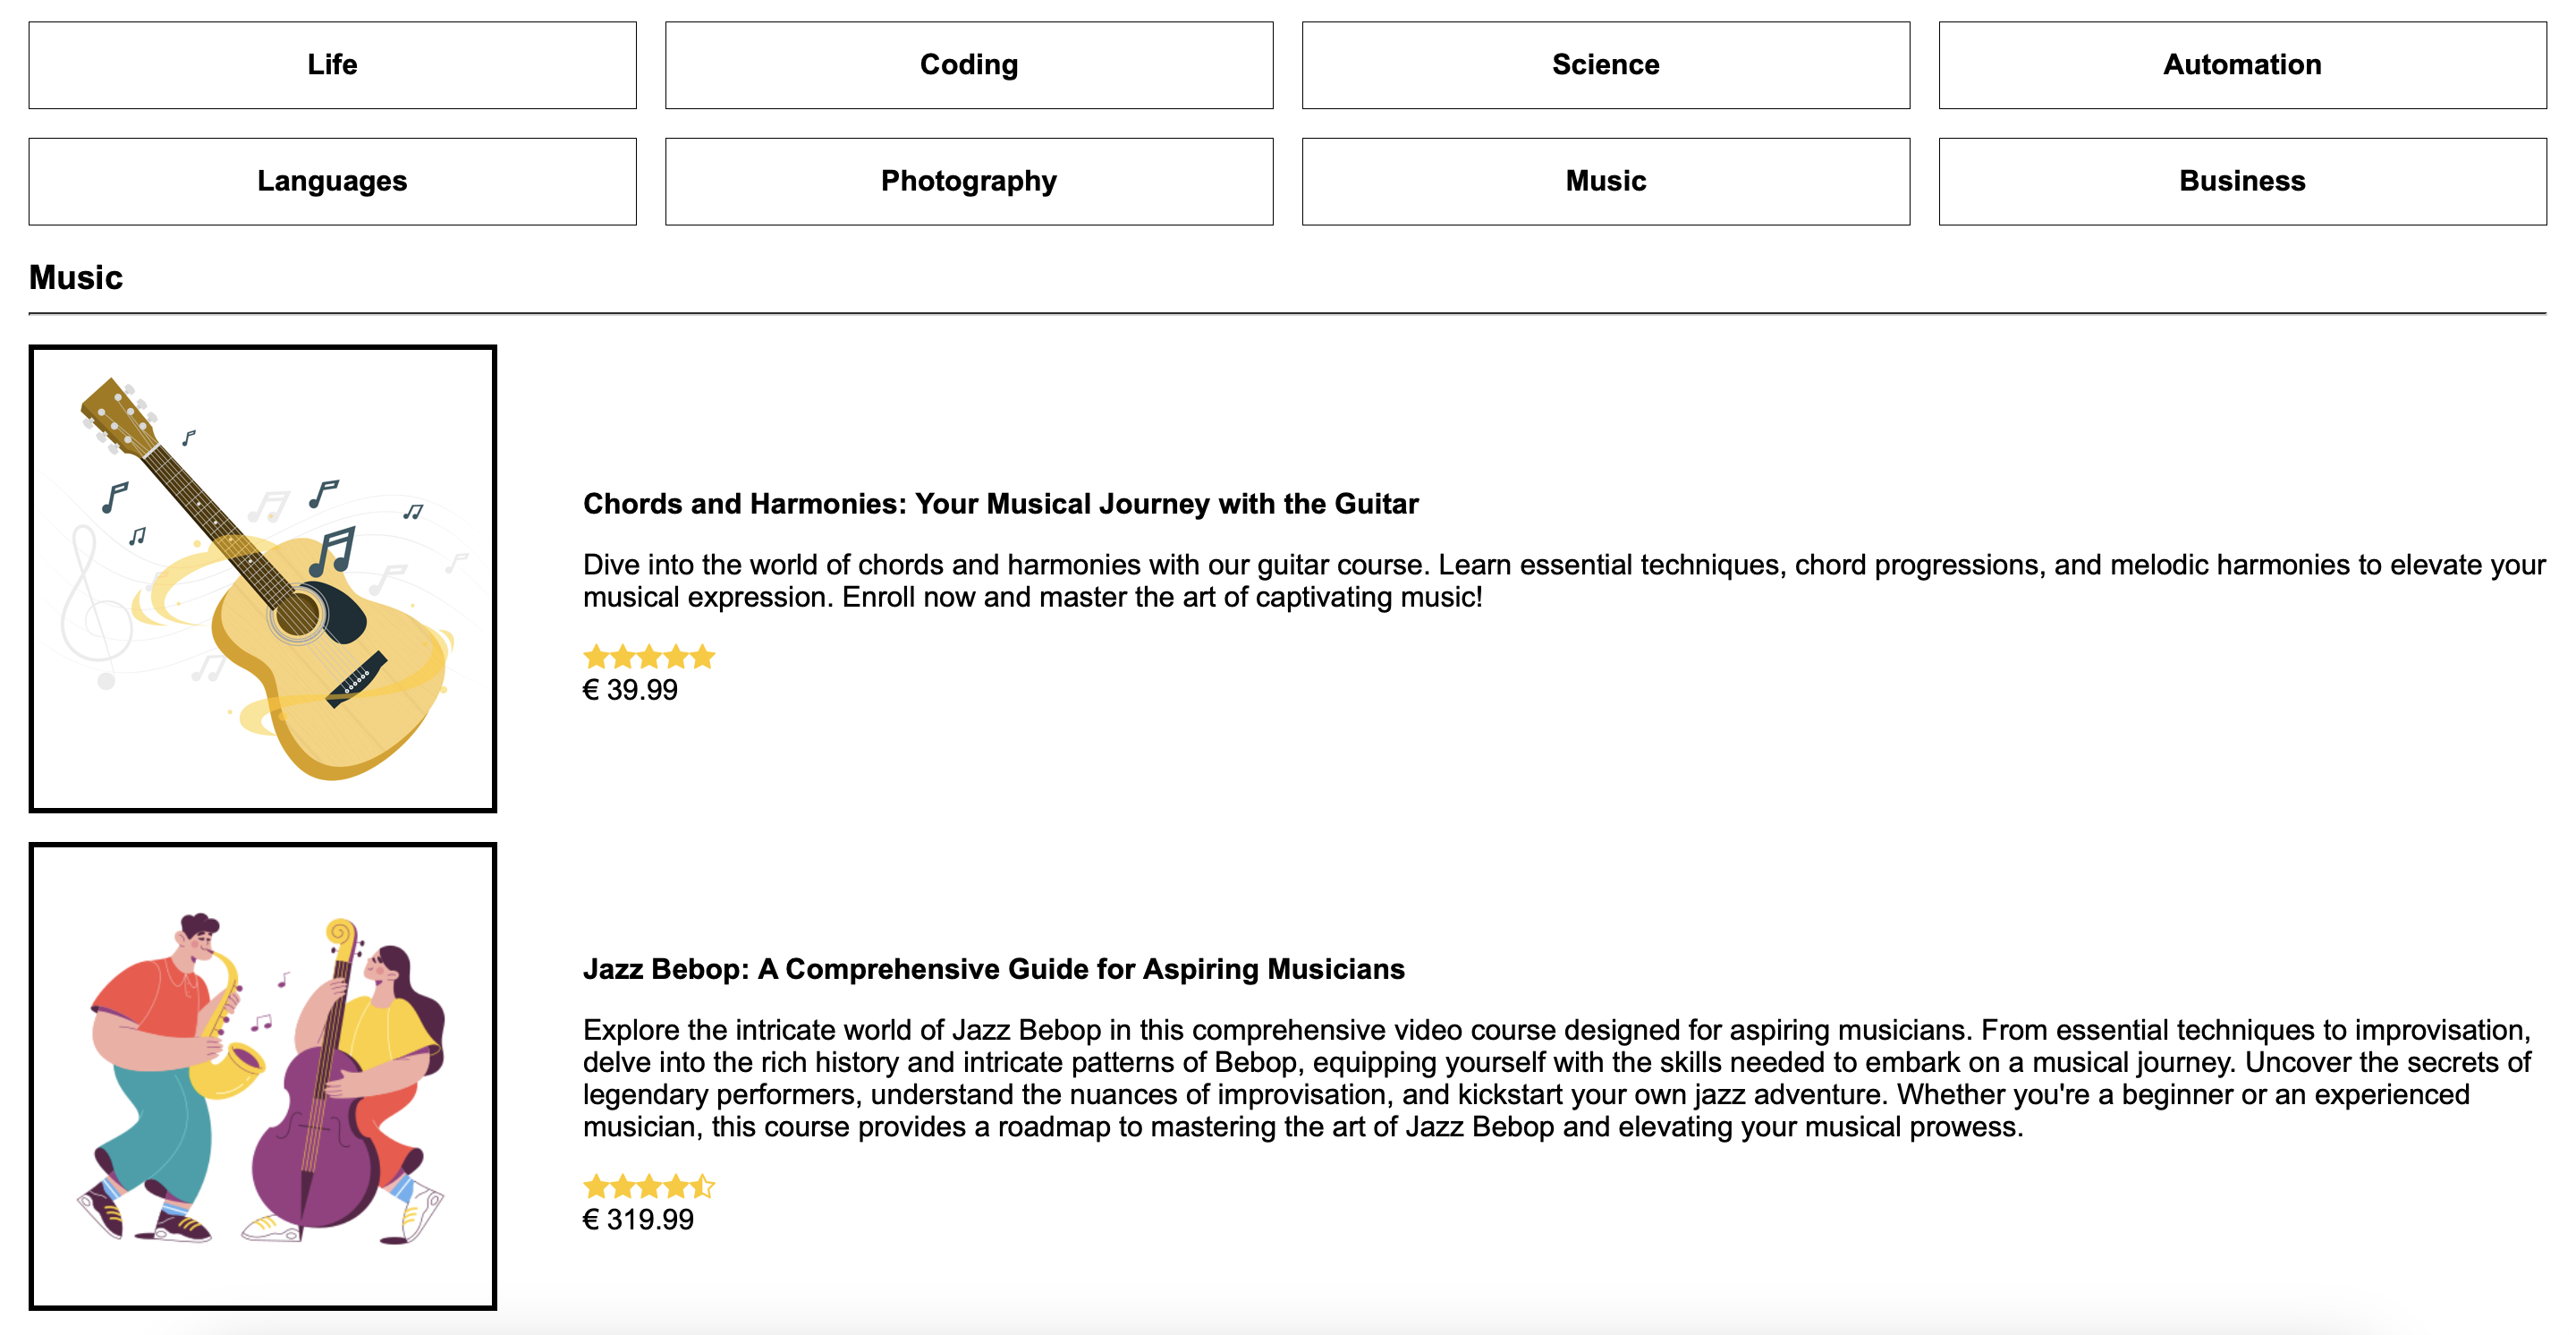 Life
Coding
Science
Automation
Languages
Photography
Music
Business
Music
Chords and Harmonies: Your Musical Journey with the Guitar
Dive into the world of chords and harmonies with our guitar course. Learn essential techniques, chord progressions, and melodic harmonies to elevate your
musical expression. Enroll now and master the art of captivating music!
€ 39.99
Jazz Bebop: A Comprehensive Guide for Aspiring Musicians
Explore the intricate world of Jazz Bebop in this comprehensive video course designed for aspiring musicians. From essential techniques to improvisation,
delve into the rich history and intricate patterns of Bebop, equipping yourself with the skills needed to embark on a musical journey. Uncover the secrets of
legendary performers, understand the nuances of improvisation, and kickstart your own jazz adventure. Whether you're a beginner or an experienced
musician, this course provides a roadmap to mastering the art of Jazz Bebop and elevating your musical prowess.
€ 319.99